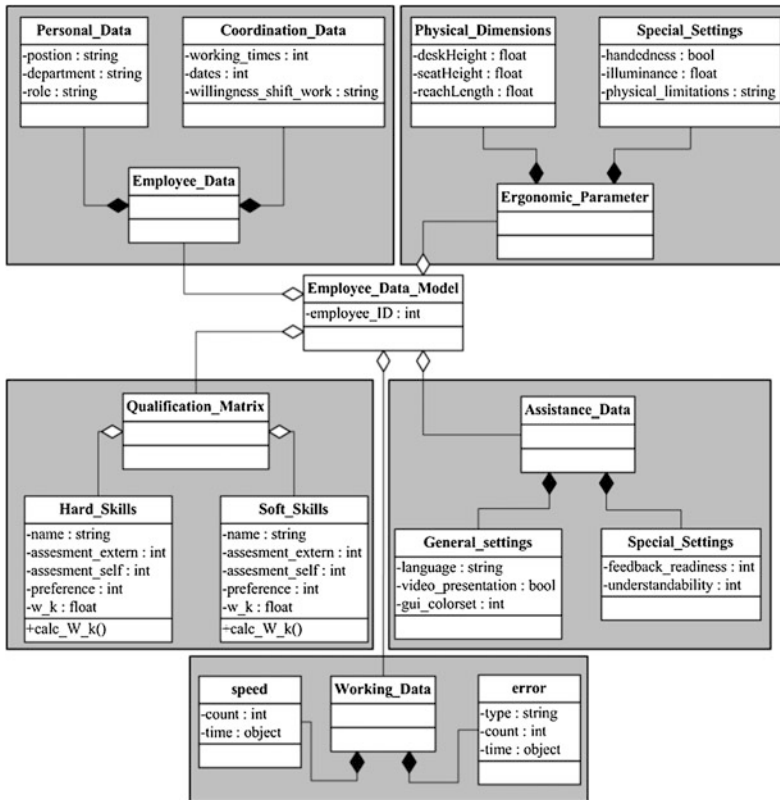 Personal_Data
-postion : string
-department : string
-role : string
Coordination_Data
-working_times : int
-dates : int
-willingness_shift_work : string
Employee_Data
Physical_Dimensions
-deskHeight : float
-seatHeight : float
-reachLength : float
Special_Settings
-handedness : bool
-illuminance : float
-physical_limitations : string
Ergonomic_Parameter
Employee_Data_Model
-employee_ID : int
Qualification_Matrix
Hard_Skills
-name : string
-assesment_extern : int
-assesment_self : int
-preference : int
-w_k : float
+calc_W_k()
Soft_Skills
-name : string
-assesment_extern : int
-assesment_self : int
-preference : int
-w_k : float
+calc_W_k()
Assistance_Data
General_settings
-language : string
-video_presentation : bool
-gui_colorset : int
Special_Settings
-feedback_readiness : int
-understandability : int
speed
-count : int
-time : object
Working_Data
error
-type : string
-count : int
-time : object